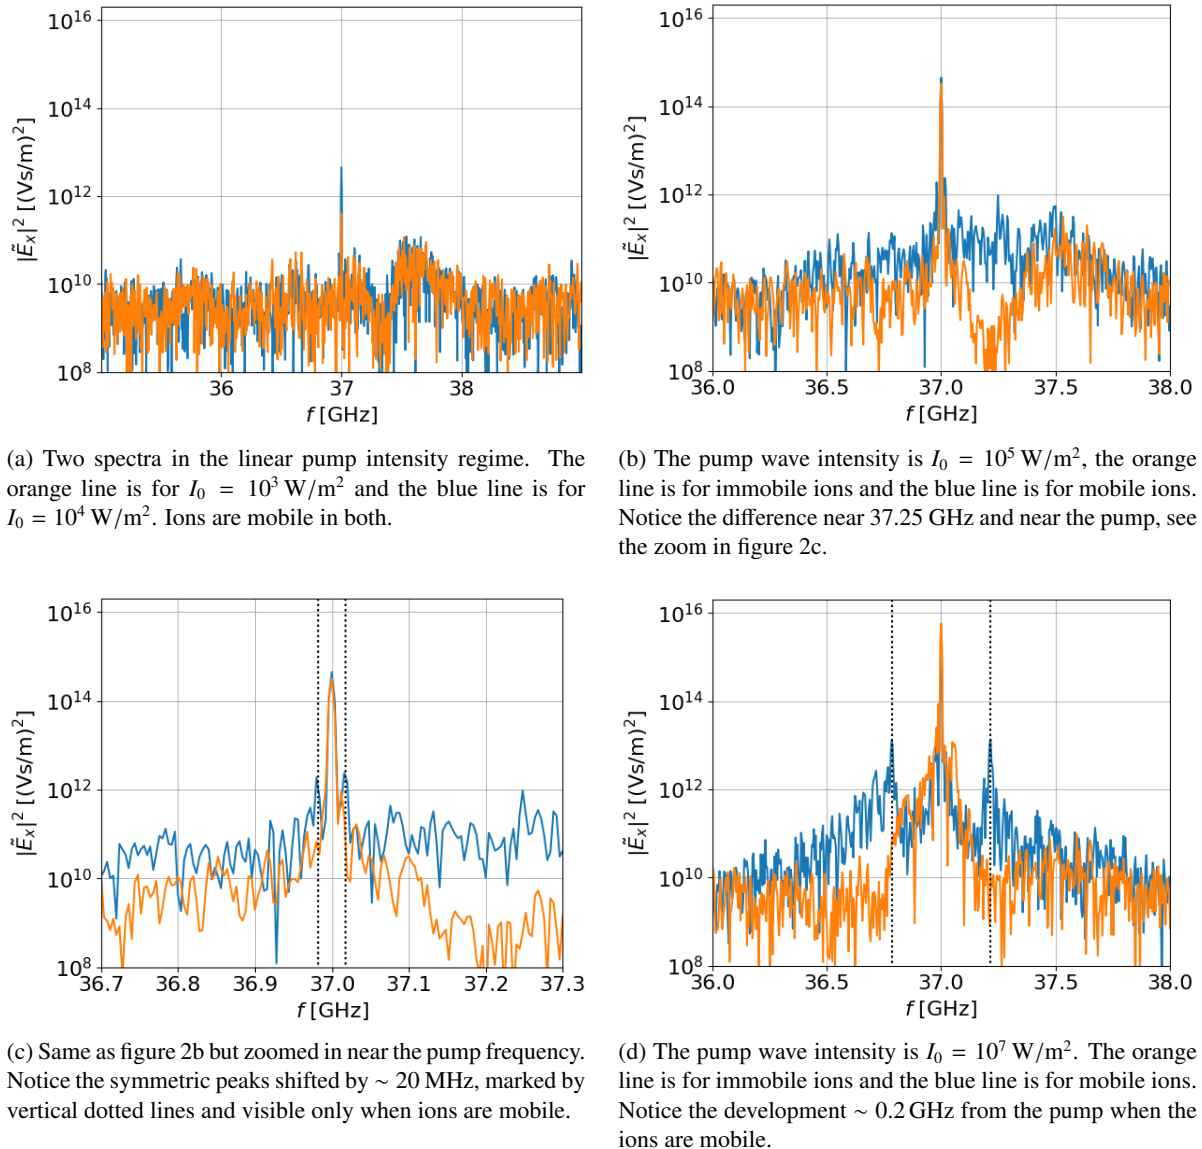 10^16
10^14
10^12
10^10
10^8
|Ẽ_x|^2 [(Vs/m)^2]
36 37 38
f [GHz]
(a) Two spectra in the linear pump intensity regime. The
orange line is for I_0 = 10^3 W/m^2 and the blue line is for
I_0 = 10^4 W/m^2. Ions are mobile in both.
10^16
10^14
10^12
10^10
10^8
|Ẽ_x|^2 [(Vs/m)^2]
36.0 36.5 37.0 37.5 38.0
f [GHz]
(b) The pump wave intensity is I_0 = 10^5 W/m^2, the orange
line is for immobile ions and the blue line is for mobile ions.
Notice the difference near 37.25 GHz and near the pump, see
the zoom in figure 2c.
10^16
10^14
10^12
10^10
10^8
|Ẽ_x|^2 [(Vs/m)^2]
36.7 36.8 36.9 37.0 37.1 37.2 37.3
f [GHz]
(c) Same as figure 2b but zoomed in near the pump frequency.
Notice the symmetric peaks shifted by ~ 20 MHz, marked by
vertical dotted lines and visible only when ions are mobile.
10^16
10^14
10^12
10^10
10^8
|Ẽ_x|^2 [(Vs/m)^2]
36.0 36.5 37.0 37.5 38.0
f [GHz]
(d) The pump wave intensity is I_0 = 10^7 W/m^2. The orange
line is for immobile ions and the blue line is for mobile ions.
Notice the development ~ 0.2 GHz from the pump when the
ions are mobile.